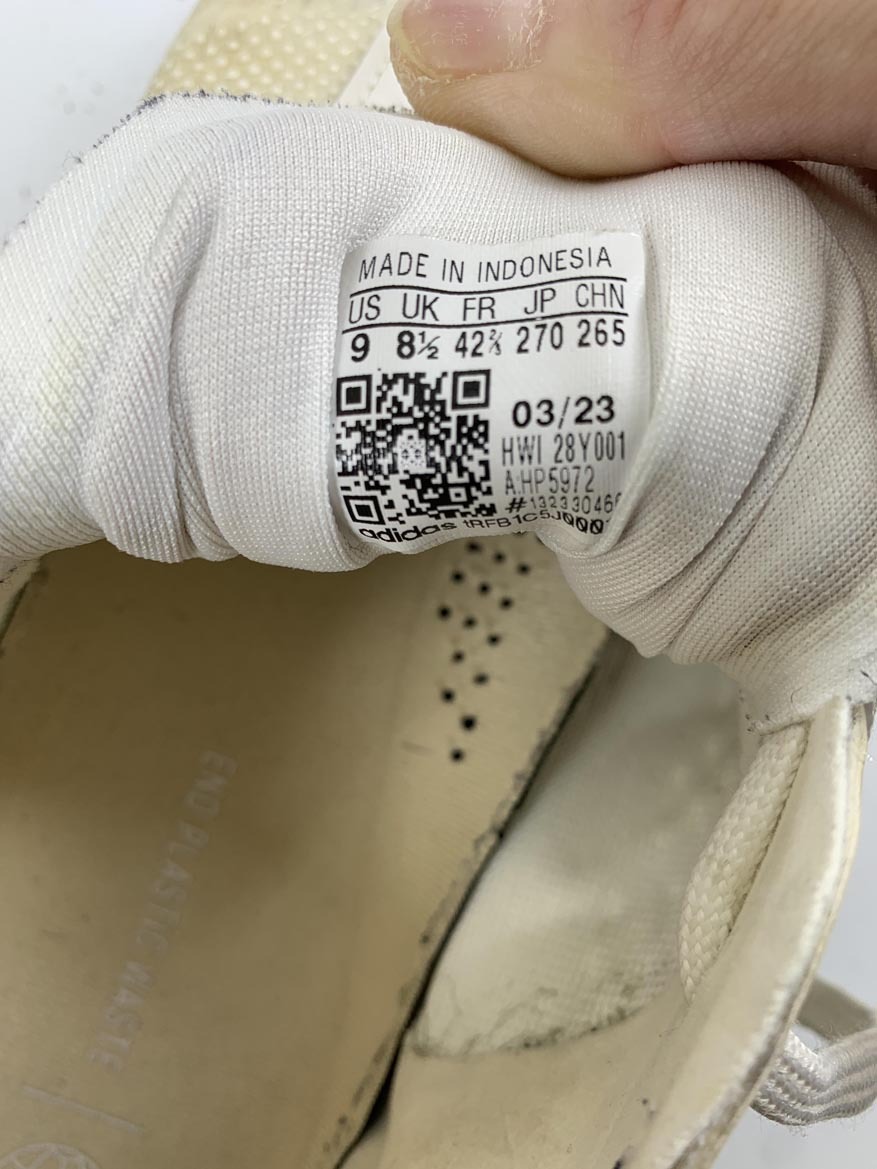 MADE IN INDONESIA
US UK FR JP CHN
9 8½ 42⅔ 270 265
03/23
HWI 28Y001
A.HP5972
adidas
END PLASTIC WASTE